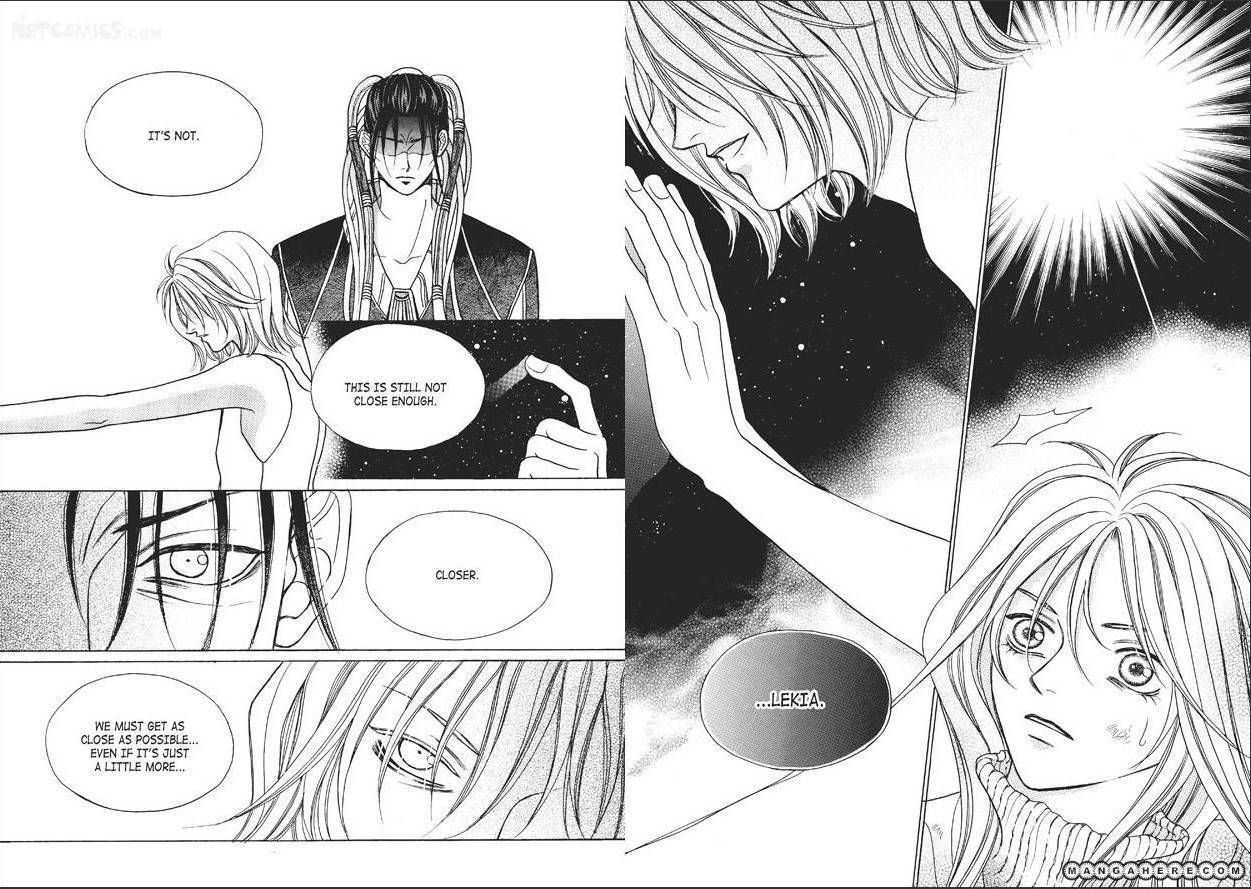 NETCOMICS.COM
IT'S NOT.
THIS IS STILL NOT
CLOSE ENOUGH.
CLOSER.
WE MUST GET AS
CLOSE AS POSSIBLE...
EVEN IF IT'S JUST
A LITTLE MORE...
...LEKIA.
MANGAHERE.COM